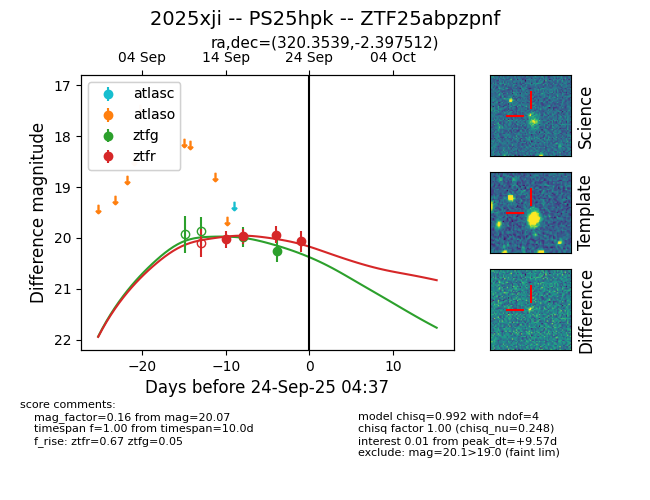 2025xji -- PS25hpk -- ZTF25abpzpnf
ra,dec=(320.3539,-2.397512)
04 Sep 14 Sep 24 Sep 04 Oct
atlasc
atlaso
ztfg
ztfr
17
18
19
20
21
22
Difference magnitude
−20 −10 0 10
Days before 24-Sep-25 04:37
Science
Template
Difference
score comments:
mag_factor=0.16 from mag=20.07
timespan f=1.00 from timespan=10.0d
f_rise: ztfr=0.67 ztfg=0.05
model chisq=0.992 with ndof=4
chisq factor 1.00 (chisq_nu=0.248)
interest 0.01 from peak_dt=+9.57d
exclude: mag=20.1>19.0 (faint lim)